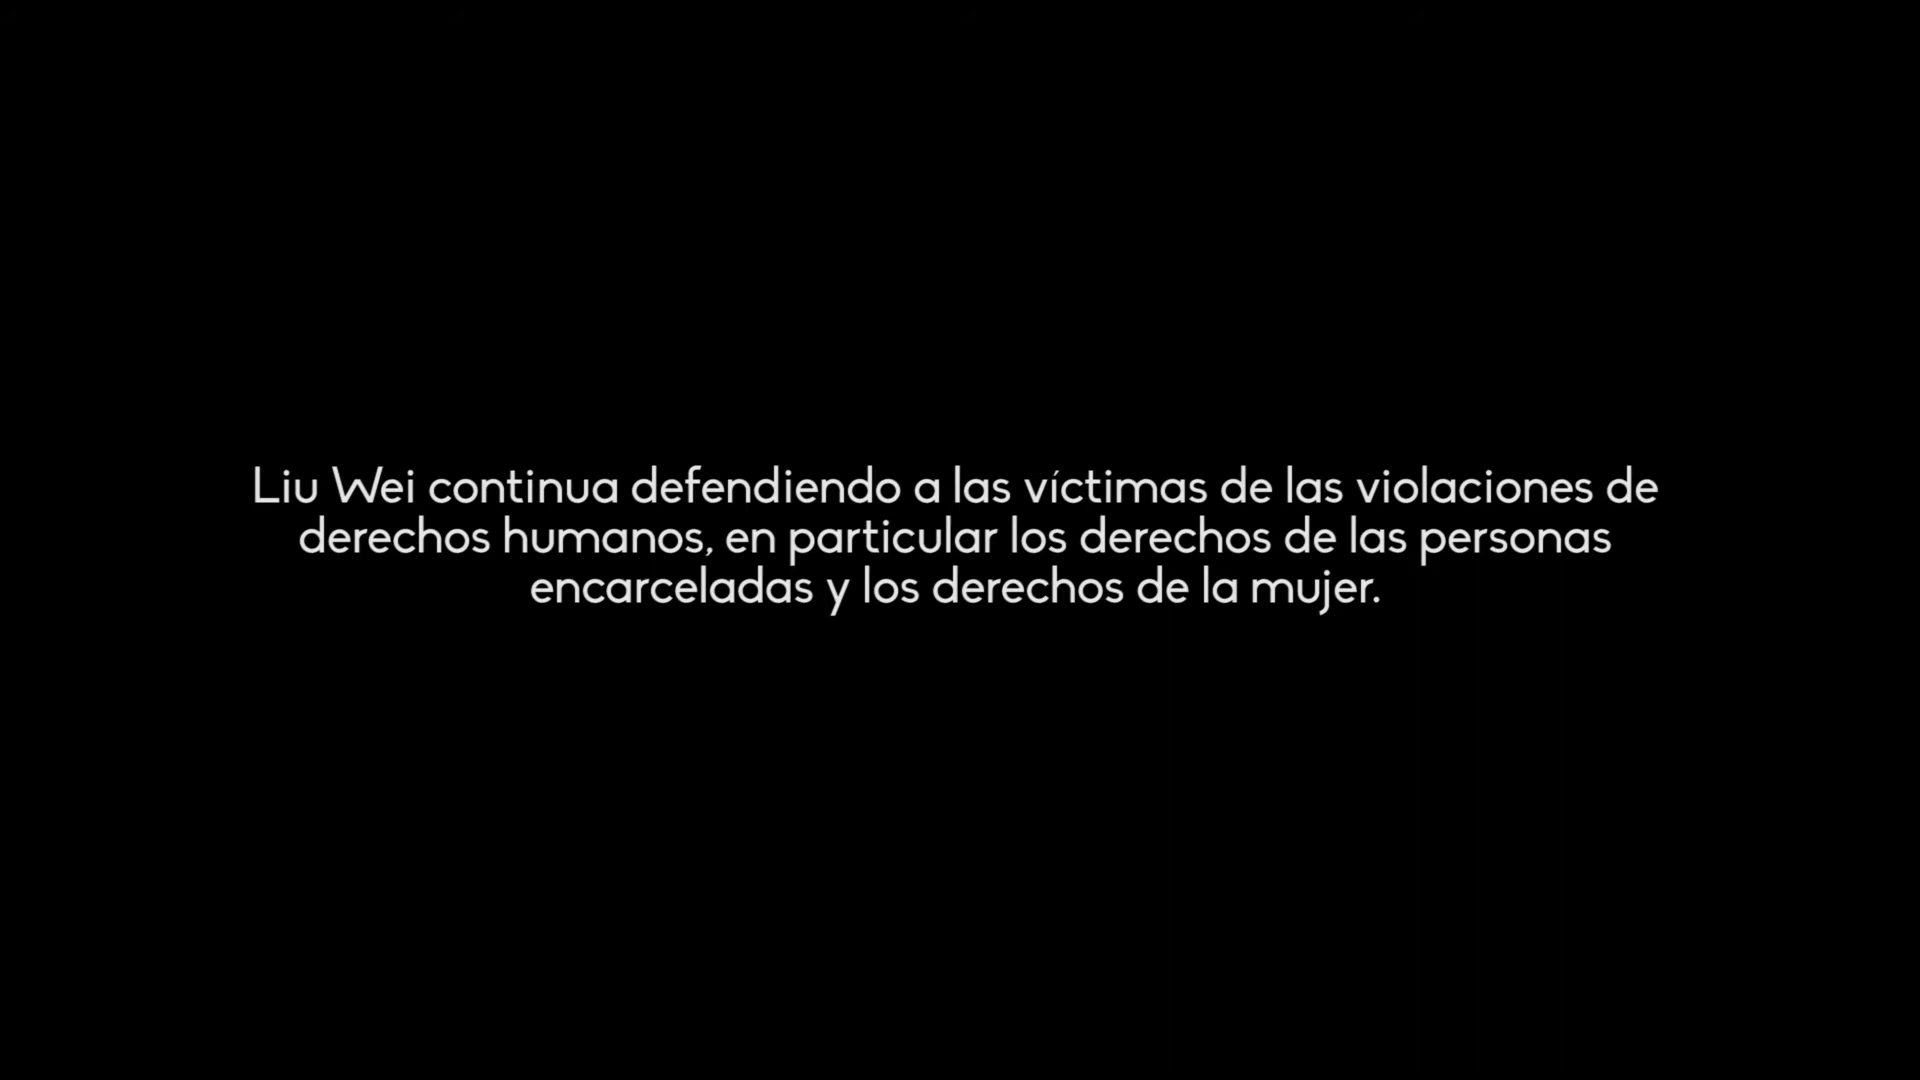 Liu Wei continua defendiendo a las víctimas de las violaciones de
derechos humanos, en particular los derechos de las personas
encarceladas y los derechos de la mujer.